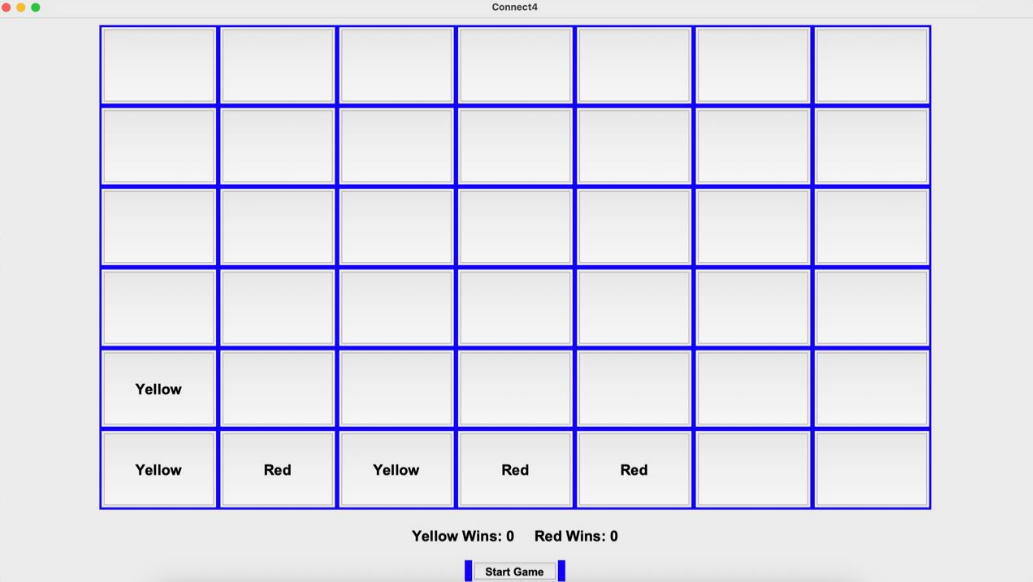 Connect4
Yellow
Yellow Red Yellow Red Red
Yellow Wins: 0 Red Wins: 0
Start Game